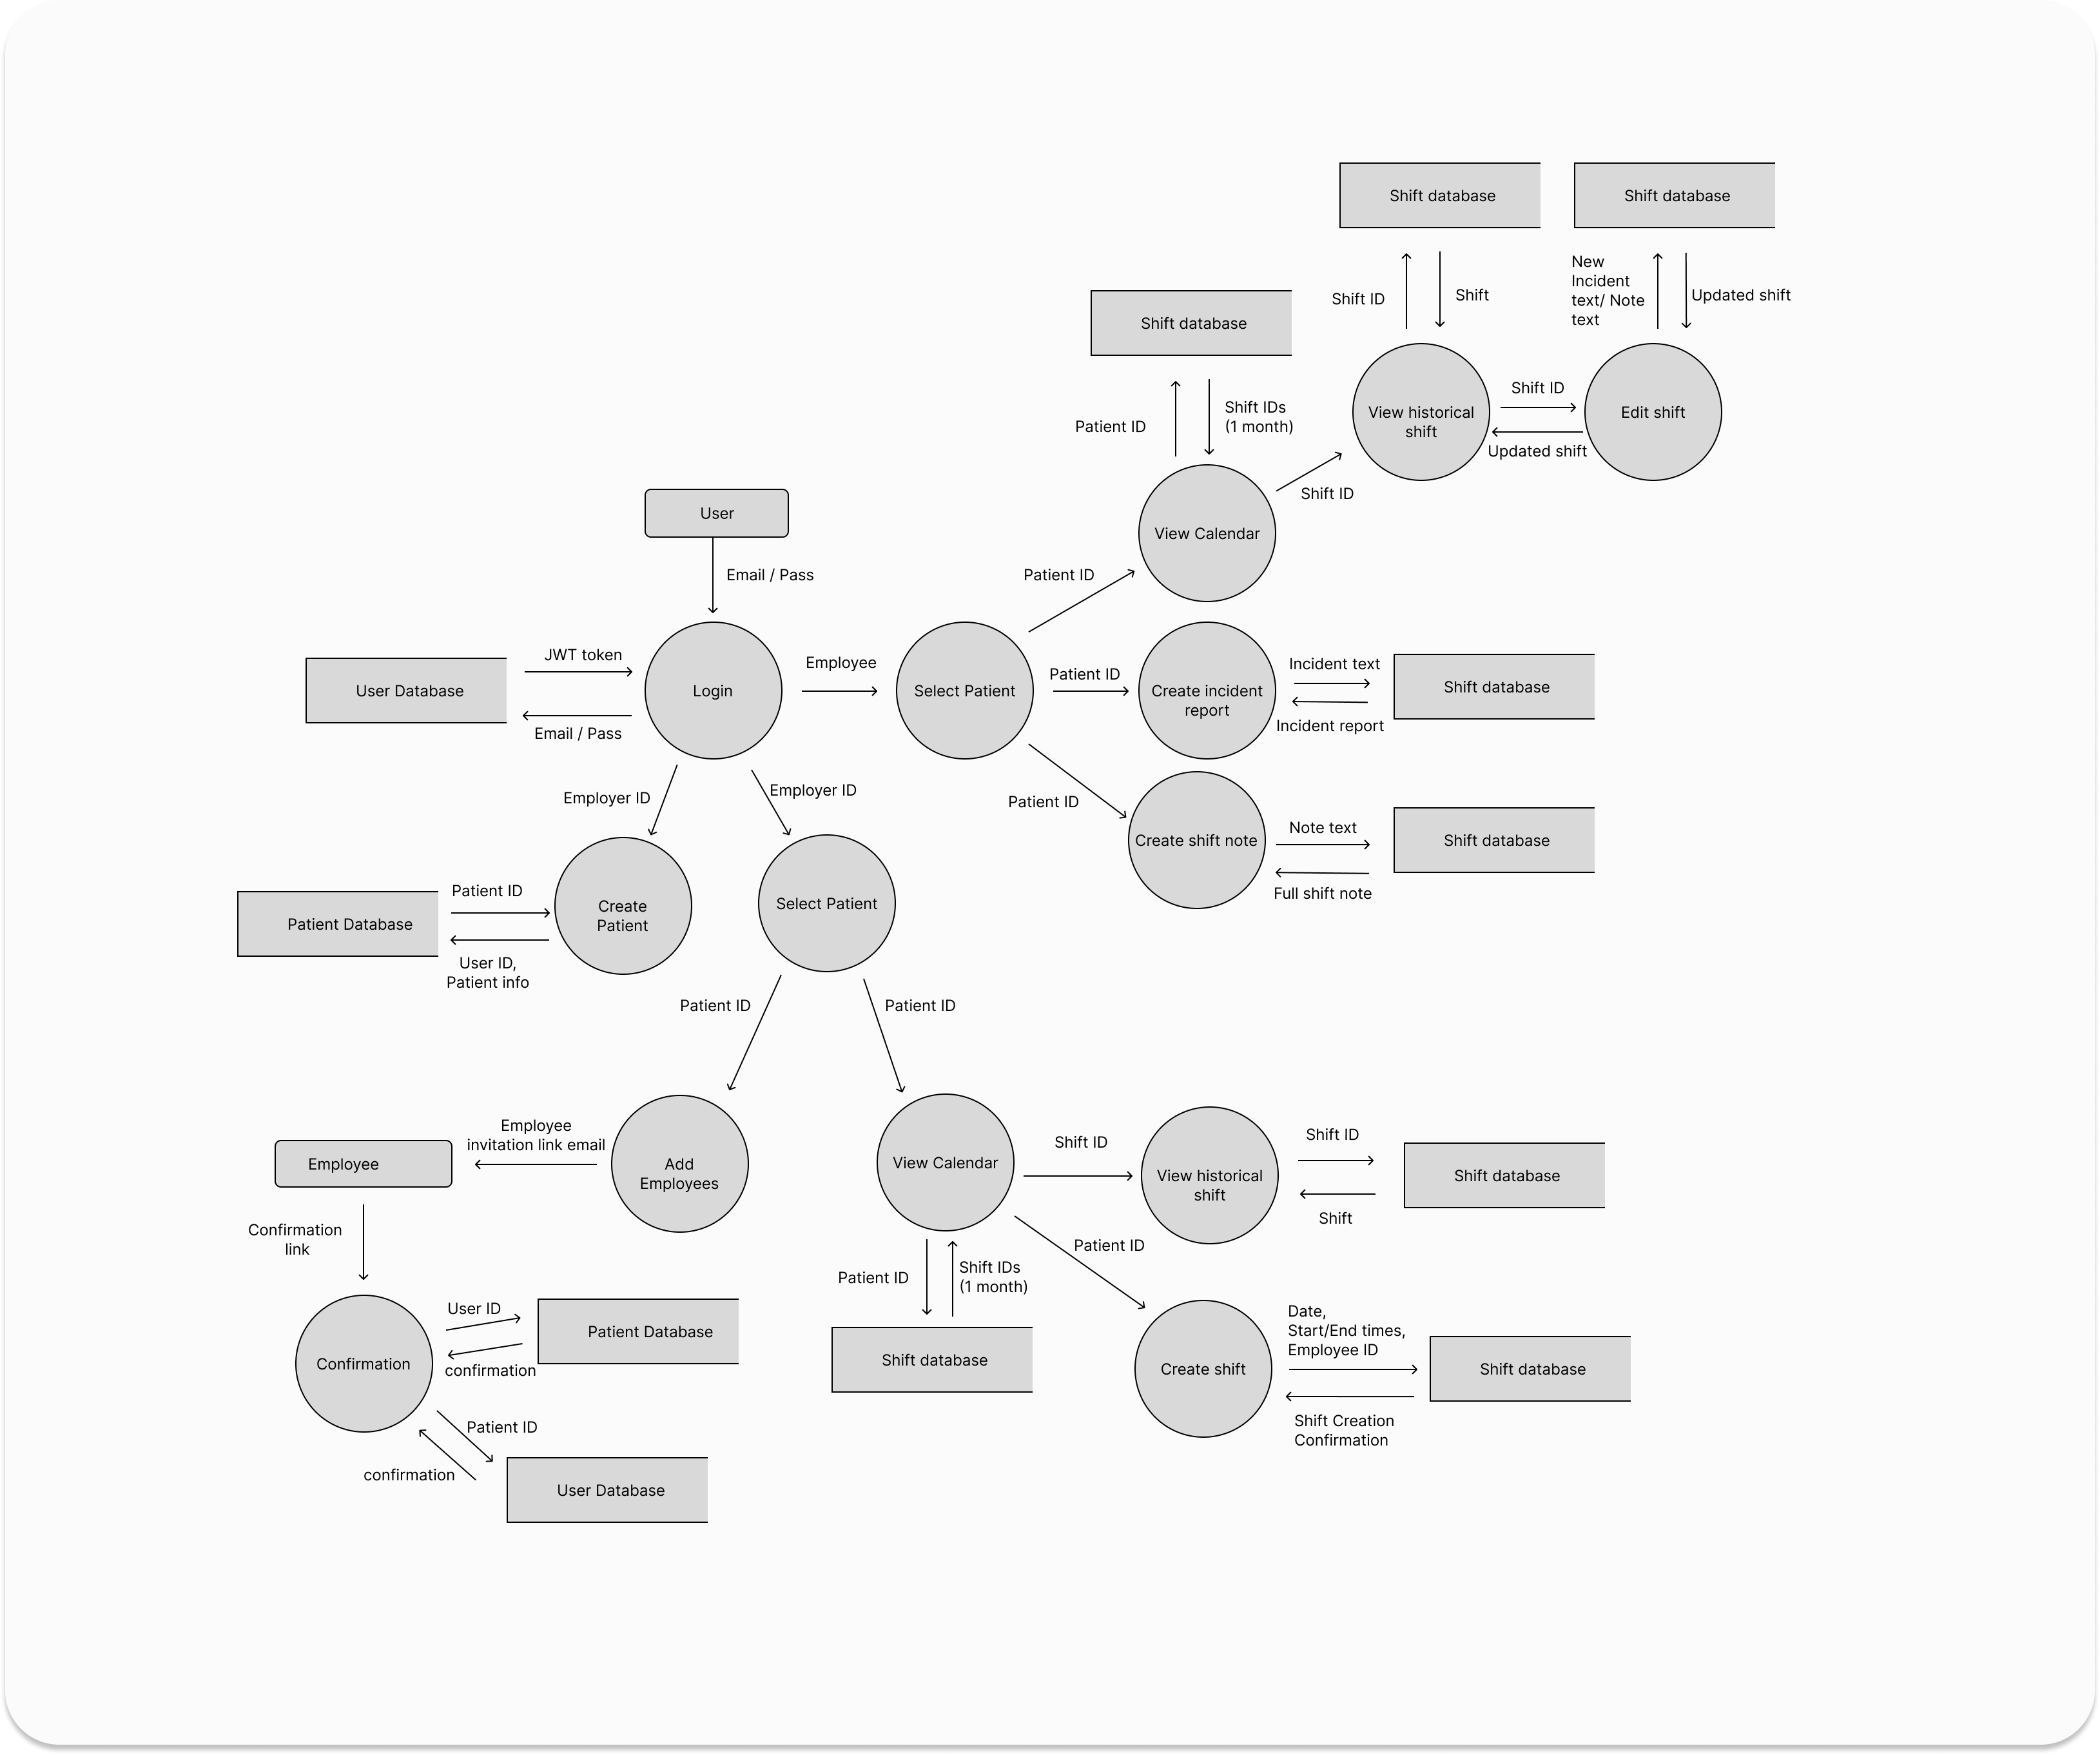 Shift database
Shift database
New
Incident
text/ Note
text
Shift ID
Shift
Updated shift
Shift database
Shift ID
View historical
shift
Edit shift
Updated shift
Patient ID
Shift IDs
(1 month)
Shift ID
User
View Calendar
Email / Pass
Patient ID
JWT token
Employee
User Database
Login
Select Patient
Patient ID
Create incident
report
Incident text
Shift database
Incident report
Email / Pass
Employer ID
Employer ID
Patient ID
Create shift note
Note text
Shift database
Full shift note
Patient ID
Patient Database
Create
Patient
Select Patient
User ID,
Patient info
Patient ID
Patient ID
Employee
invitation link email
Employee
Add
Employees
View Calendar
Shift ID
View historical
shift
Shift ID
Shift database
Shift
Confirmation
link
Patient ID
Shift IDs
(1 month)
Patient ID
User ID
Patient Database
Confirmation
confirmation
Shift database
Create shift
Date,
Start/End times,
Employee ID
Shift database
Shift Creation
Confirmation
Patient ID
confirmation
User Database